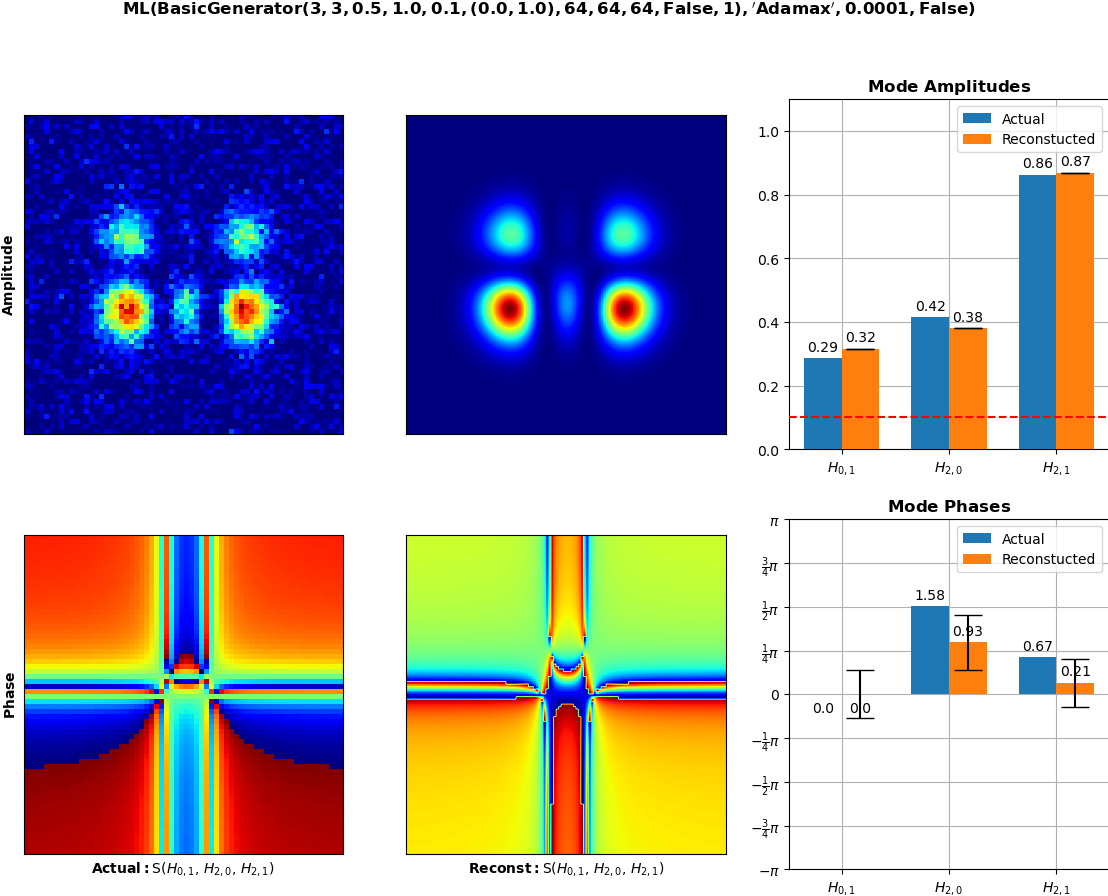 ML(BasicGenerator(3, 3, 0.5, 1.0, 0.1, (0.0, 1.0), 64, 64, 64, False, 1), 'Adamax', 0.0001, False)
Amplitude
Mode Amplitudes
Actual
Reconstucted
1.0
0.8
0.6
0.4
0.2
0.0
0.29
0.32
0.42
0.38
0.86
0.87
H0,1
H2,0
H2,1
Phase
Actual: S(H0,1, H2,0, H2,1)
Reconst: S(H0,1, H2,0, H2,1)
Mode Phases
Actual
Reconstucted
π
3/4π
1/2π
1/4π
0
−1/4π
−1/2π
−3/4π
−π
0.0
0.0
1.58
0.93
0.67
0.21
H0,1
H2,0
H2,1